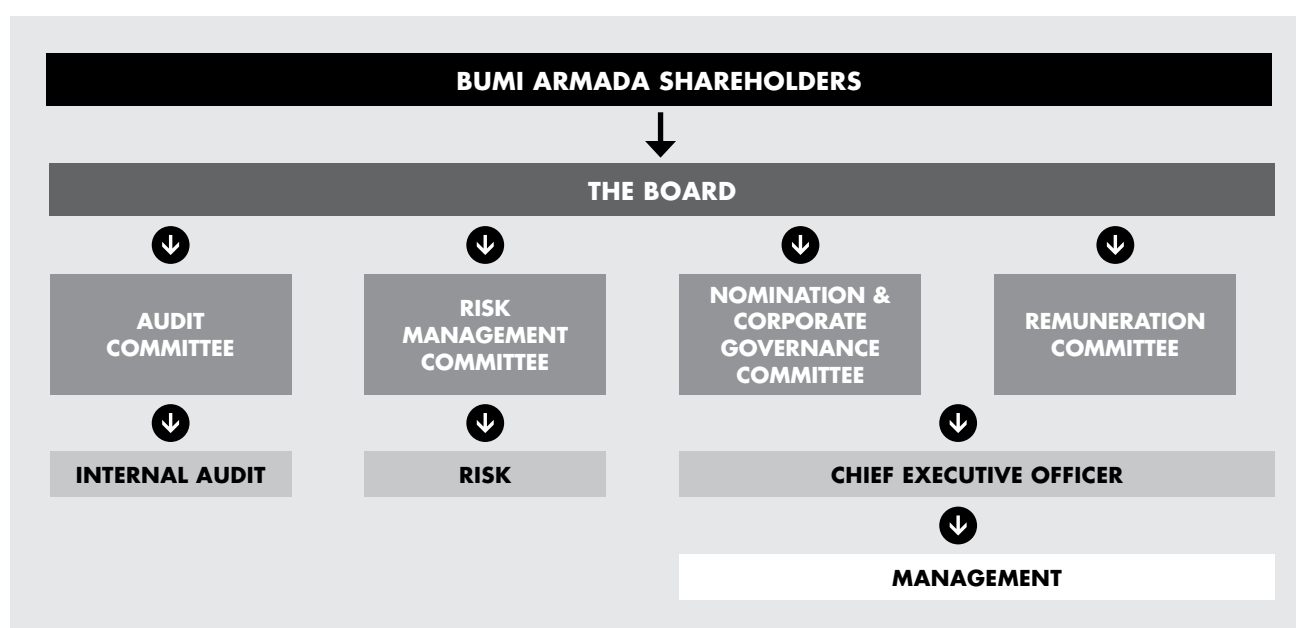 BUMI ARMADA SHAREHOLDERS
THE BOARD
AUDIT
COMMITTEE
RISK
MANAGEMENT
COMMITTEE
NOMINATION &
CORPORATE
GOVERNANCE
COMMITTEE
REMUNERATION
COMMITTEE
INTERNAL AUDIT
RISK
CHIEF EXECUTIVE OFFICER
MANAGEMENT